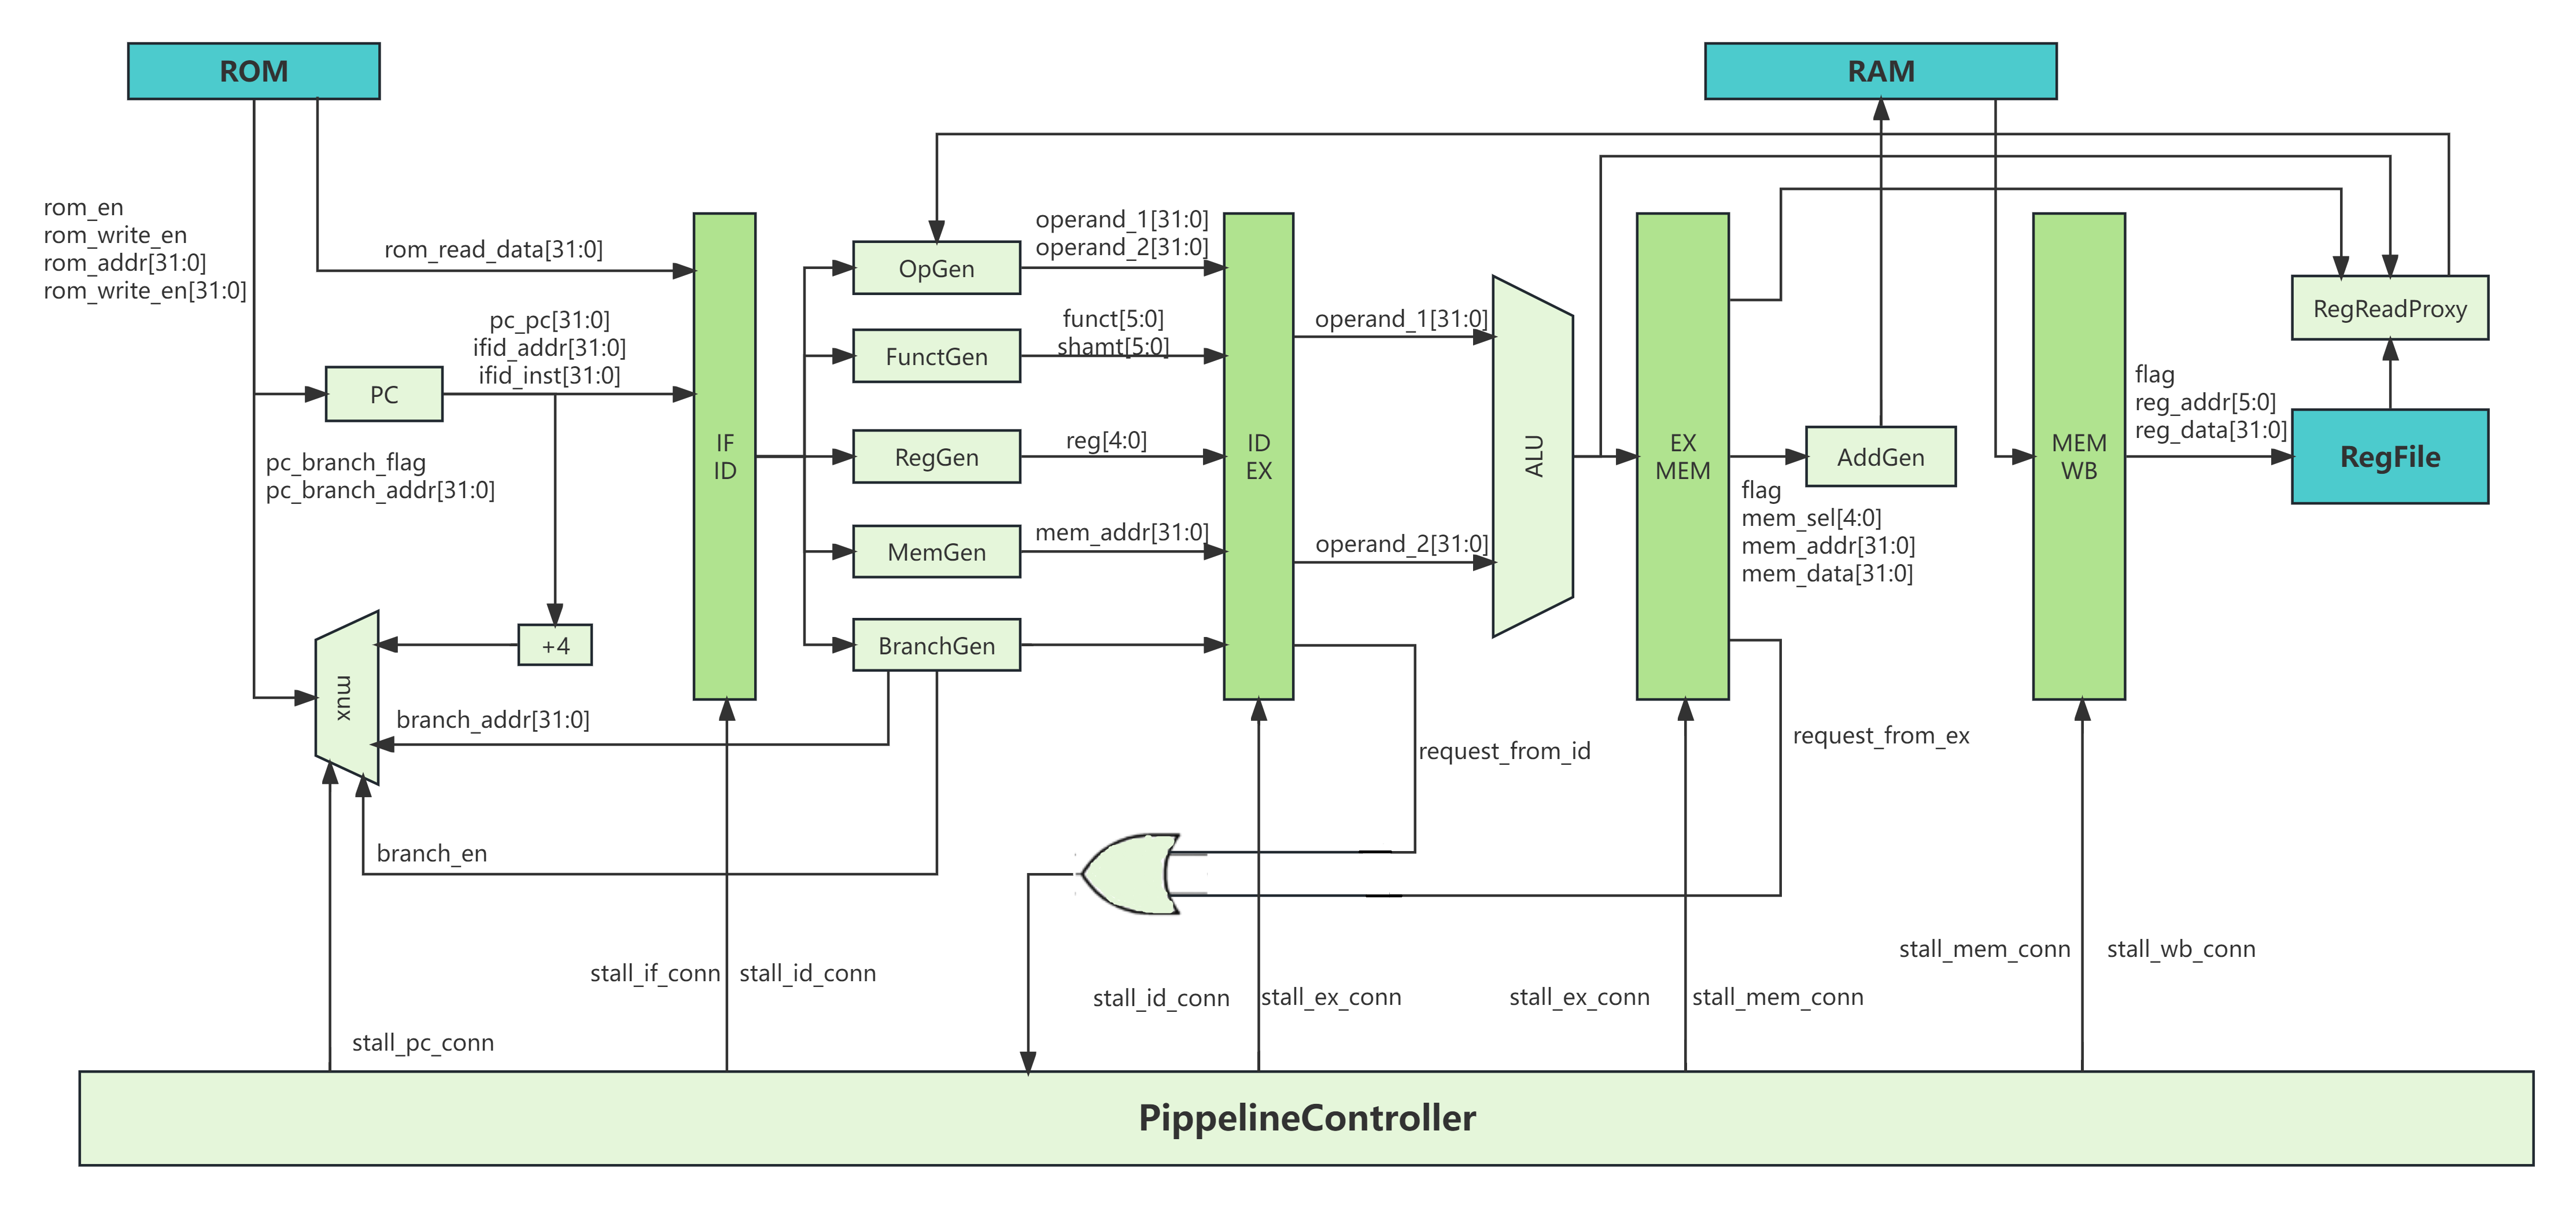 ROM
RAM
rom_en
rom_write_en
rom_addr[31:0]
rom_write_en[31:0]
rom_read_data[31:0]
pc_pc[31:0]
ifid_addr[31:0]
ifid_inst[31:0]
PC
pc_branch_flag
pc_branch_addr[31:0]
+4
mux
branch_addr[31:0]
branch_en
IF
ID
OpGen
FunctGen
RegGen
MemGen
BranchGen
operand_1[31:0]
operand_2[31:0]
funct[5:0]
shamt[5:0]
reg[4:0]
mem_addr[31:0]
ID
EX
operand_1[31:0]
operand_2[31:0]
ALU
request_from_id
EX
MEM
AddGen
flag
mem_sel[4:0]
mem_addr[31:0]
mem_data[31:0]
request_from_ex
MEM
WB
flag
reg_addr[5:0]
reg_data[31:0]
RegReadProxy
RegFile
stall_pc_conn
stall_if_conn
stall_id_conn
stall_id_conn
stall_ex_conn
stall_ex_conn
stall_mem_conn
stall_mem_conn
stall_wb_conn
PippelineController